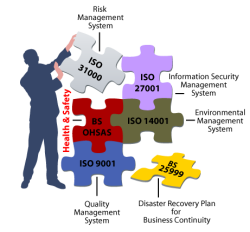 Risk
Management
System
ISO
31000
ISO
27001
Information Security
Management
System
Health & Safety
BS
OHSAS
ISO 14001
Environmental
Management
System
ISO 9001
BS
25999
Quality
Management
System
Disaster Recovery Plan
for
Business Continuity